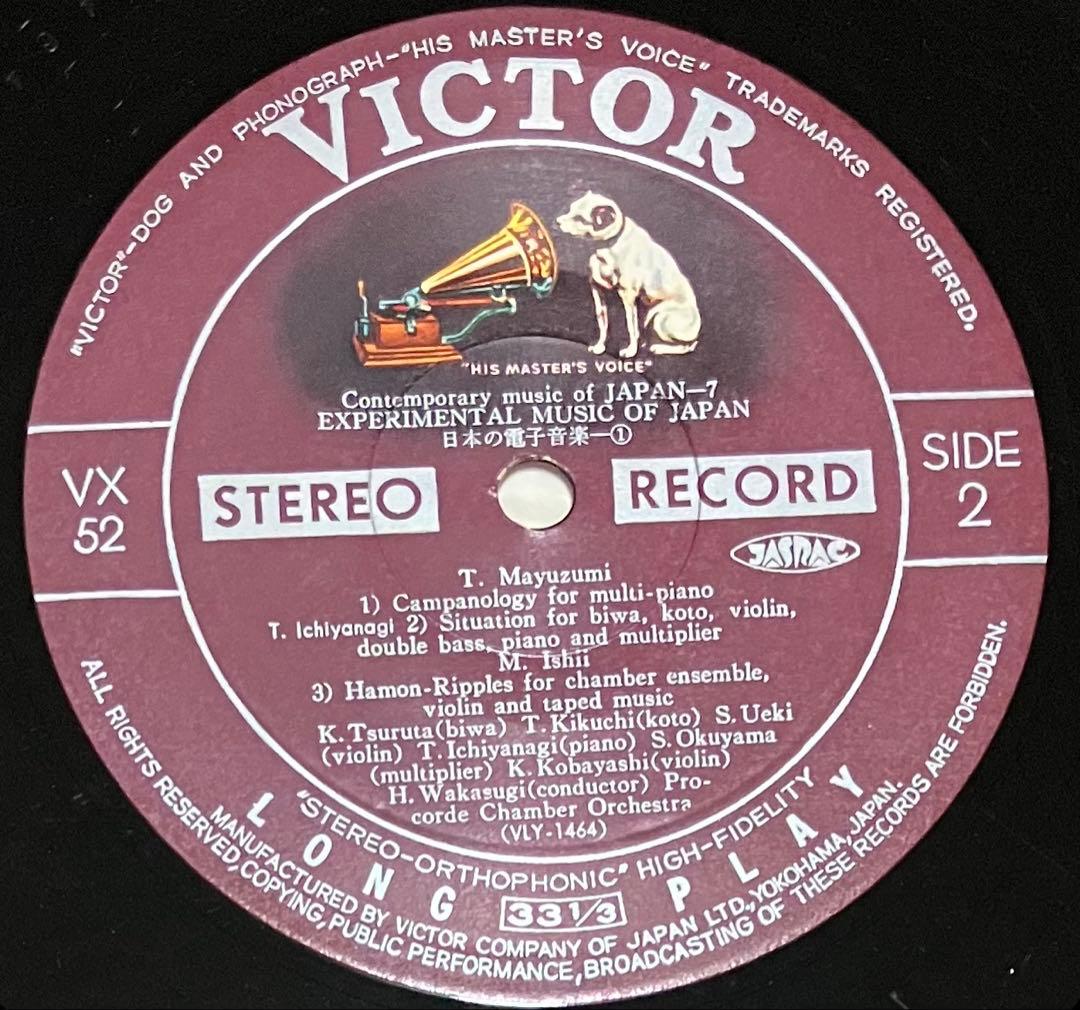 "VICTOR"—DOG AND PHONOGRAPH—"HIS MASTER'S VOICE" TRADEMARKS REGISTERED.
VICTOR
"HIS MASTER'S VOICE"
Contemporary music of JAPAN—7
EXPERIMENTAL MUSIC OF JAPAN
日本の電子音楽—①
VX
52
STEREO RECORD
SIDE
2
JASRAC
T. Mayuzumi
1) Campanology for multi-piano
T. Ichiyanagi 2) Situation for biwa, koto, violin,
double bass, piano and multiplier
M. Ishii
3) Hamon-Ripples for chamber ensemble,
violin and taped music
K. Tsuruta(biwa) T. Kikuchi(koto) S. Ueki
(violin) T. Ichiyanagi(piano) S. Okuyama
(multiplier) K. Kobayashi(violin)
H. Wakasugi(conductor) Pro-
corde Chamber Orchestra
(VLY-1464)
"STEREO-ORTHOPHONIC" HIGH-FIDELITY
LONG 33 1/3 PLAY
MANUFACTURED BY VICTOR COMPANY OF JAPAN LTD., YOKOHAMA, JAPAN.
ALL RIGHTS RESERVED, COPYING, PUBLIC PERFORMANCE, BROADCASTING OF THESE RECORDS ARE FORBIDDEN.